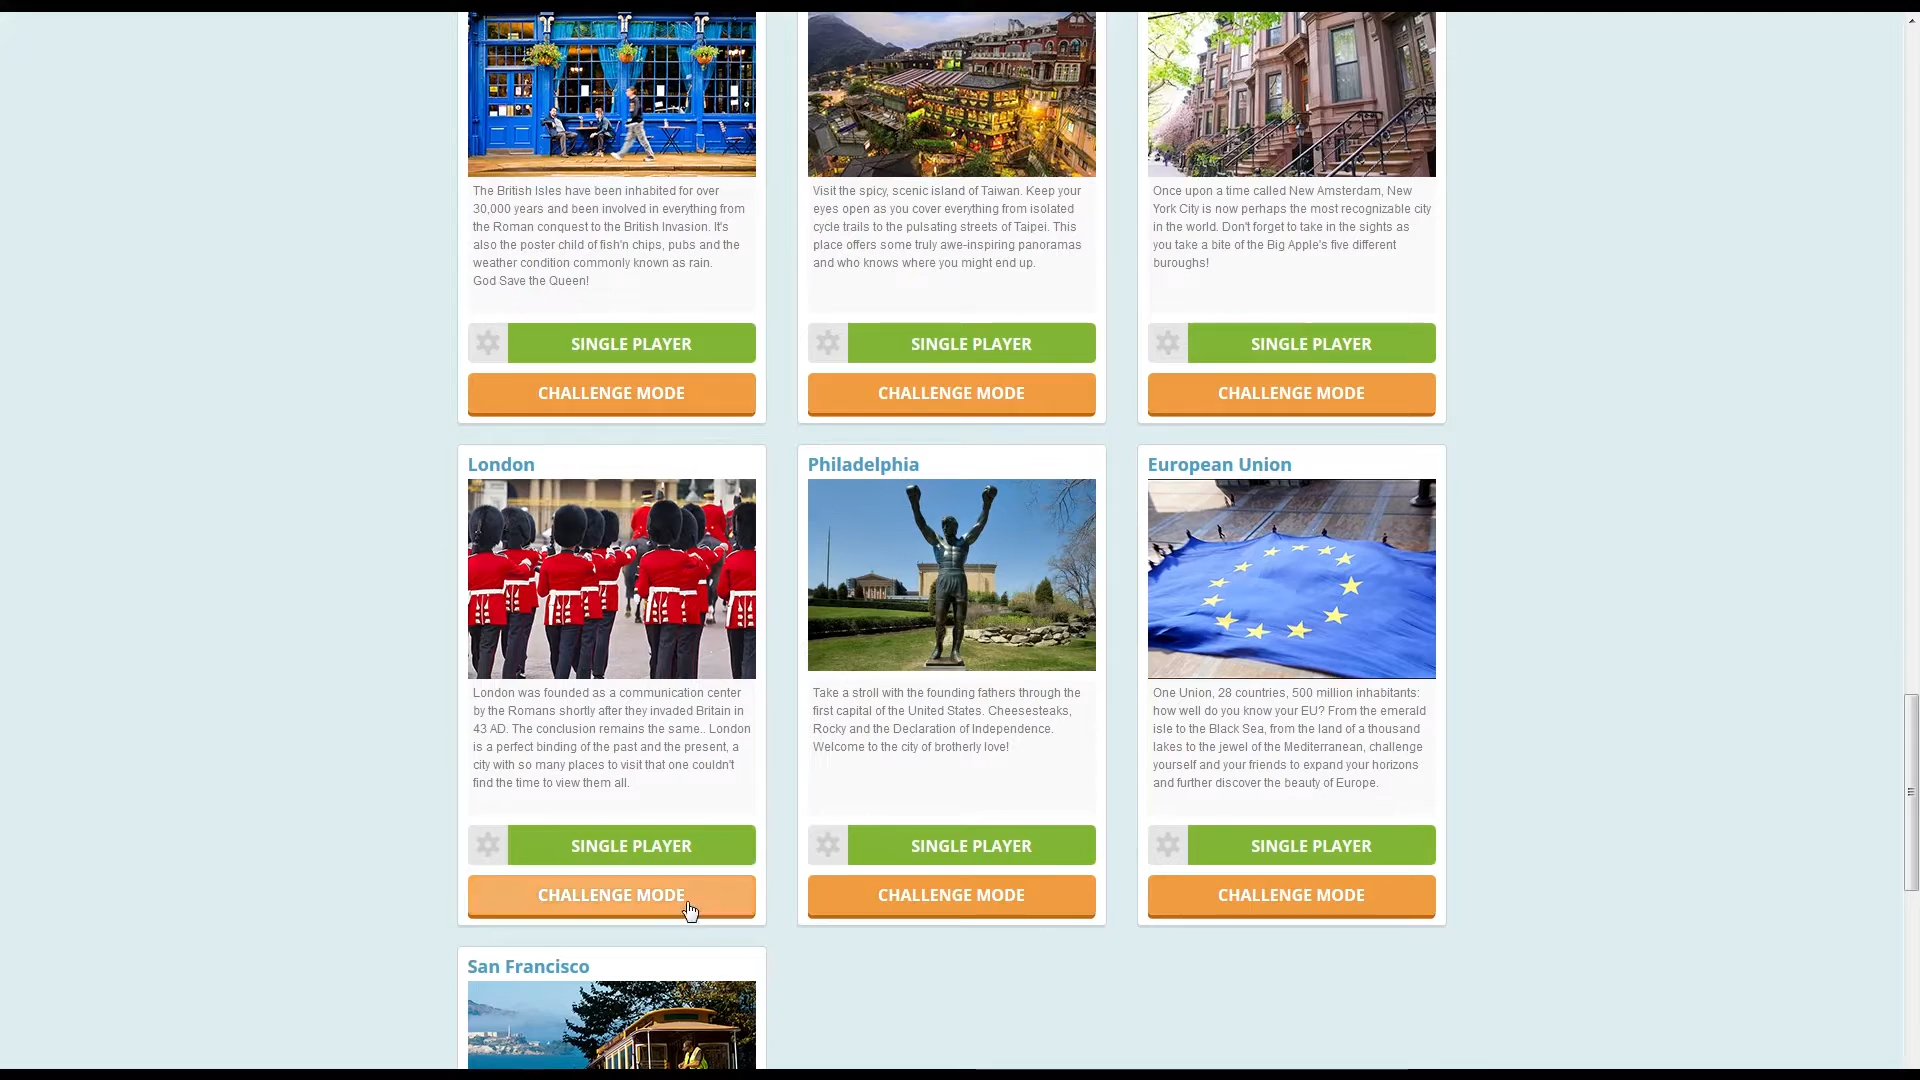 The British Isles have been inhabited for over
30,000 years and been involved in everything from
the Roman conquest to the British Invasion. It's
also the poster child of fish'n chips, pubs and the
weather condition commonly known as rain.
God Save the Queen!
SINGLE PLAYER
CHALLENGE MODE
Visit the spicy, scenic island of Taiwan. Keep your
eyes open as you cover everything from isolated
cycle trails to the pulsating streets of Taipei. This
place offers some truly awe-inspiring panoramas
and who knows where you might end up.
SINGLE PLAYER
CHALLENGE MODE
Once upon a time called New Amsterdam, New
York City is now perhaps the most recognizable city
in the world. Don't forget to take in the sights as
you take a bite of the Big Apple's five different
buroughs!
SINGLE PLAYER
CHALLENGE MODE
London
London was founded as a communication center
by the Romans shortly after they invaded Britain in
43 AD. The conclusion remains the same.. London
is a perfect binding of the past and the present, a
city with so many places to visit that one couldn't
find the time to view them all.
SINGLE PLAYER
CHALLENGE MODE
Philadelphia
Take a stroll with the founding fathers through the
first capital of the United States. Cheesesteaks,
Rocky and the Declaration of Independence.
Welcome to the city of brotherly love!
SINGLE PLAYER
CHALLENGE MODE
European Union
One Union, 28 countries, 500 million inhabitants:
how well do you know your EU? From the emerald
isle to the Black Sea, from the land of a thousand
lakes to the jewel of the Mediterranean, challenge
yourself and your friends to expand your horizons
and further discover the beauty of Europe.
SINGLE PLAYER
CHALLENGE MODE
San Francisco